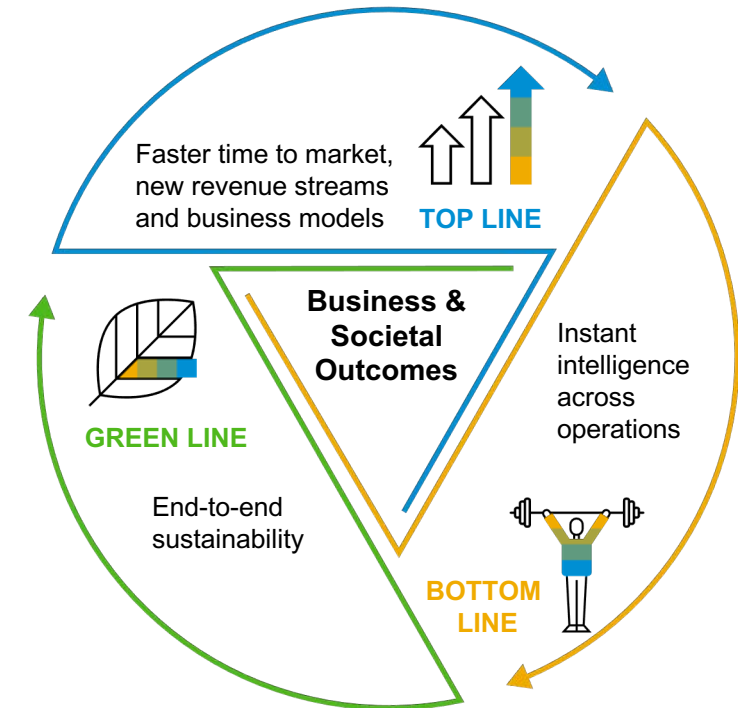 Faster time to market,
new revenue streams
and business models
TOP LINE
Business &
Societal
Outcomes
Instant
intelligence
across
operations
GREEN LINE
End-to-end
sustainability
BOTTOM
LINE